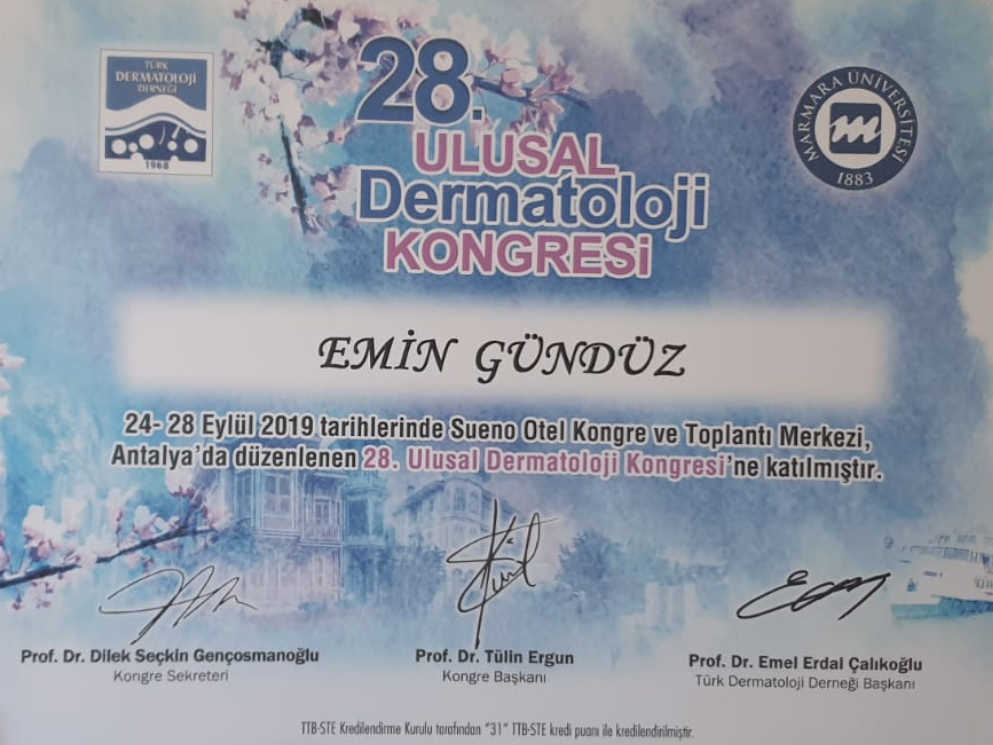 TÜRK
DERMATOLOJİ
DERNEĞİ
1968
28.
ULUSAL
Dermatoloji
KONGRESİ
MARMARA ÜNİVERSİTESİ
m
1883
EMİN GÜNDÜZ
24- 28 Eylül 2019 tarihlerinde Sueno Otel Kongre ve Toplantı Merkezi,
Antalya'da düzenlenen 28. Ulusal Dermatoloji Kongresi'ne katılmıştır.
Prof. Dr. Dilek Seçkin Gençosmanoğlu
Kongre Sekreteri
Prof. Dr. Tülin Ergun
Kongre Başkanı
Prof. Dr. Emel Erdal Çalıkoğlu
Türk Dermatoloji Derneği Başkanı
TTB-STE Kredilendirme Kurulu tarafından "31" TTB-STE kredi puanı ile kredilendirilmiştir.